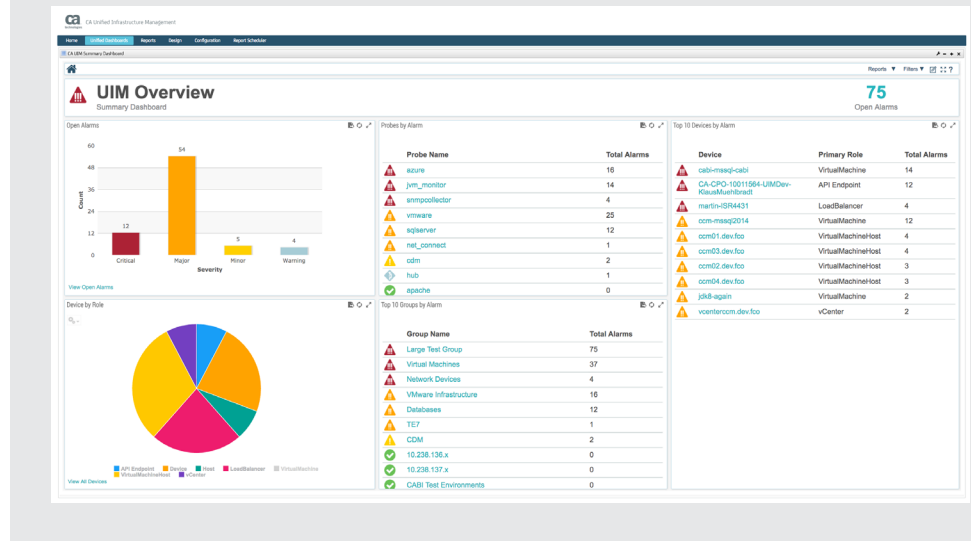 ca
technologies
CA Unified Infrastructure Management
Home Unified Dashboards Reports Design Configuration Report Scheduler
CA UIM Summary Dashboard
Reports ▼ Filters ▼ ?
UIM Overview
Summary Dashboard
75
Open Alarms
Open Alarms
60
48
36
24
12
0
Count
12
54
5
4
Critical Major Minor Warning
Severity
View Open Alarms
Probes by Alarm
Probe Name Total Alarms
azure 16
jvm_monitor 14
snmpcollector 4
vmware 25
sqlserver 12
net_connect 1
cdm 2
hub 1
apache 0
Top 10 Devices by Alarm
Device Primary Role Total Alarms
cabi-mssql-cabi VirtualMachine 14
CA-CPO-10011564-UIMDev- API Endpoint 12
KlausMuehlbradt
martin-ISR4431 LoadBalancer 4
ccm-mssql2014 VirtualMachine 12
ccm01.dev.fco VirtualMachineHost 4
ccm03.dev.fco VirtualMachineHost 4
ccm02.dev.fco VirtualMachineHost 3
ccm04.dev.fco VirtualMachineHost 3
jdk8-again VirtualMachine 2
vcenterccm.dev.fco vCenter 2
Device by Role
API Endpoint Device Host LoadBalancer VirtualMachine
VirtualMachineHost vCenter
View All Devices
Top 10 Groups by Alarm
Group Name Total Alarms
Large Test Group 75
Virtual Machines 37
Network Devices 4
VMware Infrastructure 16
Databases 12
TE7 1
CDM 2
10.238.136.x 0
10.238.137.x 0
CABI Test Environments 0